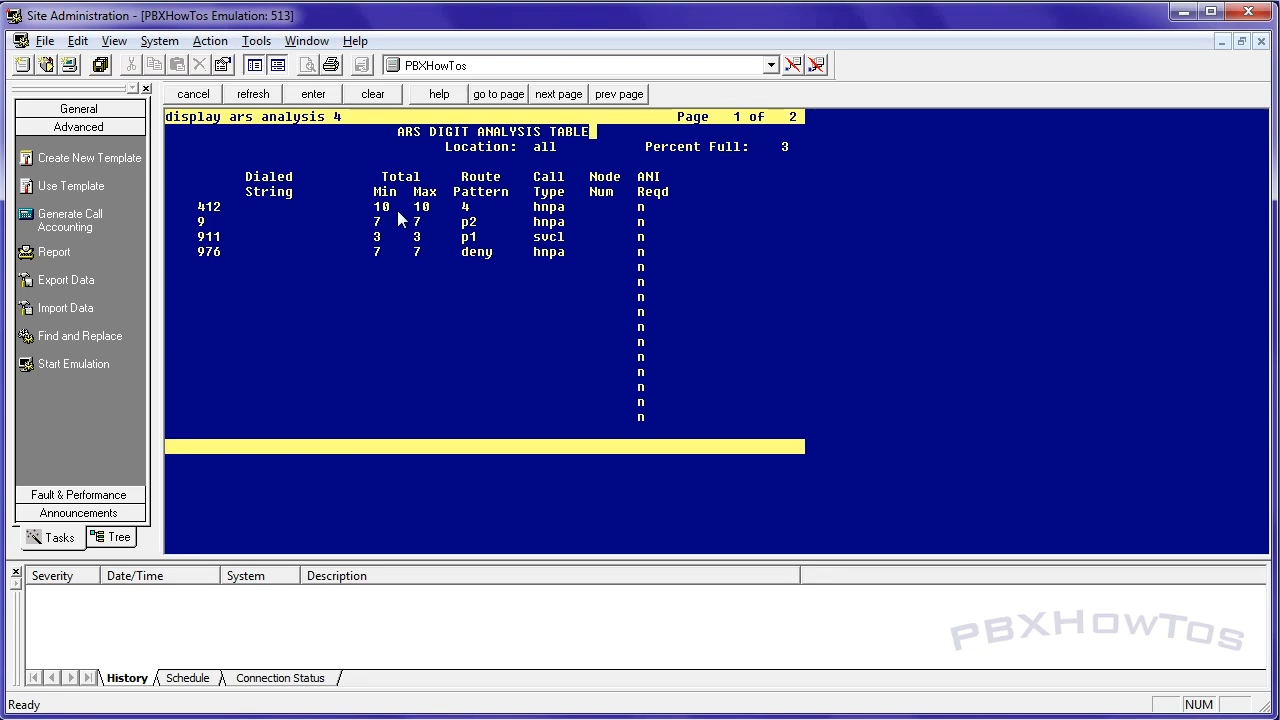 Site Administration - [PBXHowTos Emulation: 513]
File Edit View System Action Tools Window Help
PBXHowTos
General
Advanced
Create New Template
Use Template
Generate Call
Accounting
Report
Export Data
Import Data
Find and Replace
Start Emulation
Fault & Performance
Announcements
Tasks Tree
cancel refresh enter clear help go to page next page prev page
display ars analysis 4 Page 1 of 2
ARS DIGIT ANALYSIS TABLE
Location: all Percent Full: 3
Dialed Total Route Call Node ANI
String Min Max Pattern Type Num Reqd
412 10 10 4 hnpa n
9 7 7 p2 hnpa n
911 3 3 p1 svcl n
976 7 7 deny hnpa n
n
n
n
n
n
n
n
n
n
n
n
Severity Date/Time System Description
PBXHowTos
History Schedule Connection Status
Ready NUM